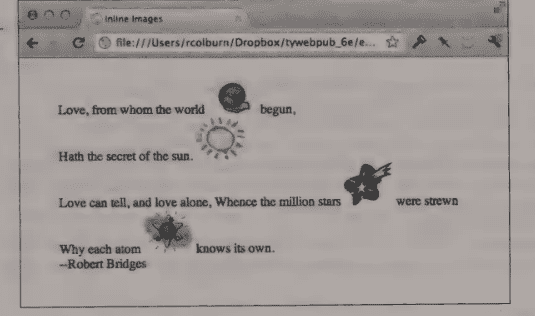 Inline Images
file:///Users/rcolburn/Dropbox/tywebpub_6e/e...
Love, from whom the world begun,
Hath the secret of the sun.
Love can tell, and love alone, Whence the million stars were strewn
Why each atom knows its own.
--Robert Bridges